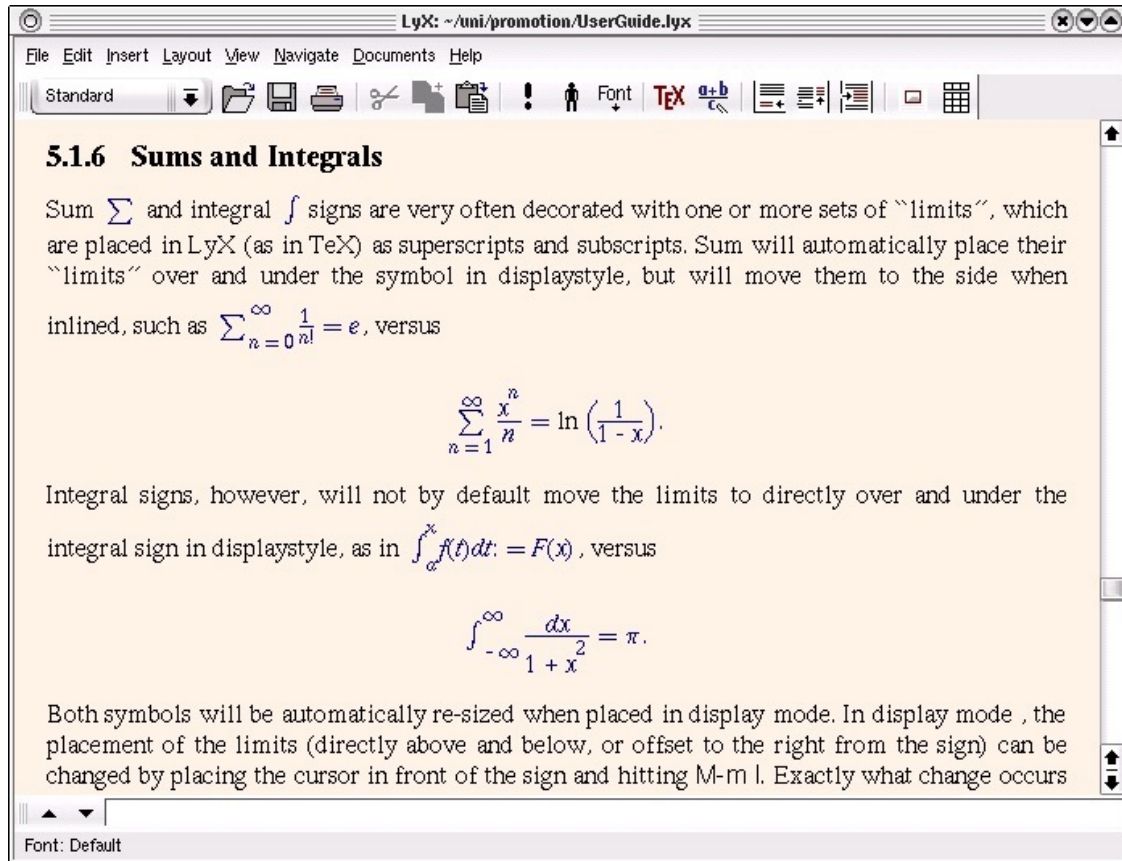 LyX: ~/uni/promotion/UserGuide.lyx
File Edit Insert Layout View Navigate Documents Help
Standard Font TEX a+b c
5.1.6 Sums and Integrals
Sum ∑ and integral ∫ signs are very often decorated with one or more sets of ``limits´´, which
are placed in LyX (as in TeX) as superscripts and subscripts. Sum will automatically place their
``limits´´ over and under the symbol in displaystyle, but will move them to the side when
inlined, such as ∑_{n=0}^{∞} \frac{1}{n!} = e, versus
∑_{n=1}^{∞} \frac{x^n}{n} = ln (\frac{1}{1 - x}).
Integral signs, however, will not by default move the limits to directly over and under the
integral sign in displaystyle, as in ∫_{a}^{x} f(t)dt: = F(x), versus
∫_{-∞}^{∞} \frac{dx}{1 + x^2} = π.
Both symbols will be automatically re-sized when placed in display mode. In display mode , the
placement of the limits (directly above and below, or offset to the right from the sign) can be
changed by placing the cursor in front of the sign and hitting M-m l. Exactly what change occurs
Font: Default